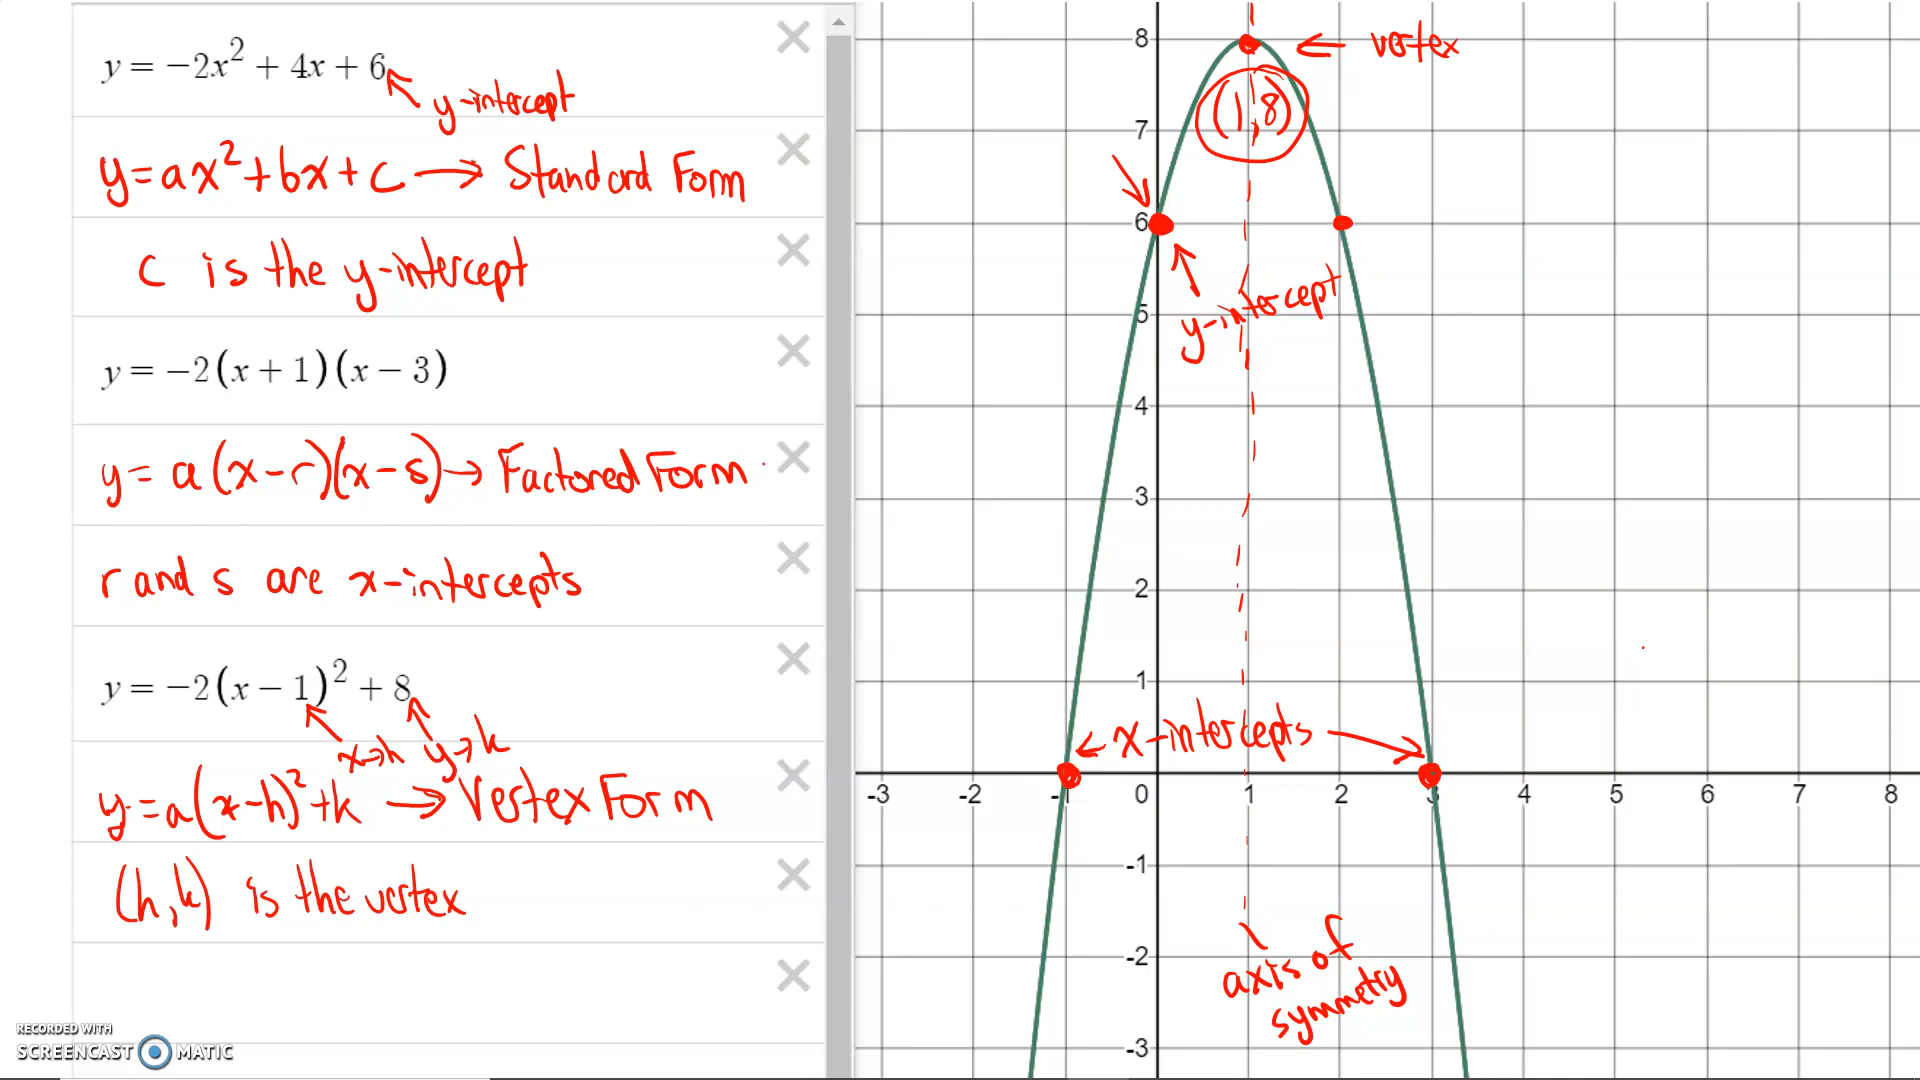 y = −2x² + 4x + 6
y-intercept
y = ax² + bx + c → Standard Form
c is the y-intercept
y = −2(x + 1)(x − 3)
y = a(x − r)(x − s) → Factored Form
r and s are x-intercepts
y = −2(x − 1)² + 8
x→h y→k
y = a(x − h)² + k → Vertex Form
(h, k) is the vertex
RECORDED WITH
SCREENCAST MATIC
8
← vertex
(1, 8)
7
6
y-intercept
5
4
3
2
1
← x-intercepts →
-3 -2 -1 0 1 2 3 4 5 6 7 8
-1
-2
axis of
symmetry
-3